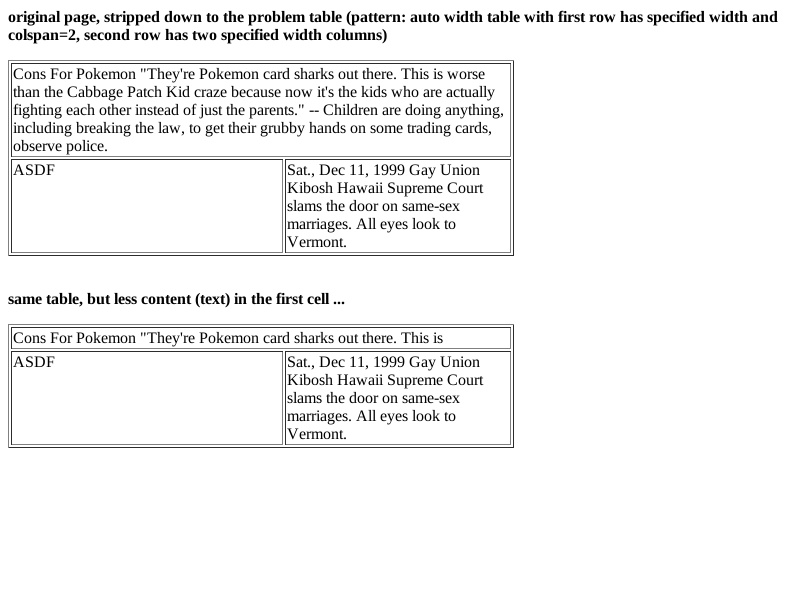 original page, stripped down to the problem table (pattern: auto width table with first row has specified width and
colspan=2, second row has two specified width columns)
Cons For Pokemon "They're Pokemon card sharks out there. This is worse
than the Cabbage Patch Kid craze because now it's the kids who are actually
fighting each other instead of just the parents." -- Children are doing anything,
including breaking the law, to get their grubby hands on some trading cards,
observe police.
ASDF
Sat., Dec 11, 1999 Gay Union
Kibosh Hawaii Supreme Court
slams the door on same-sex
marriages. All eyes look to
Vermont.
same table, but less content (text) in the first cell ...
Cons For Pokemon "They're Pokemon card sharks out there. This is
ASDF
Sat., Dec 11, 1999 Gay Union
Kibosh Hawaii Supreme Court
slams the door on same-sex
marriages. All eyes look to
Vermont.